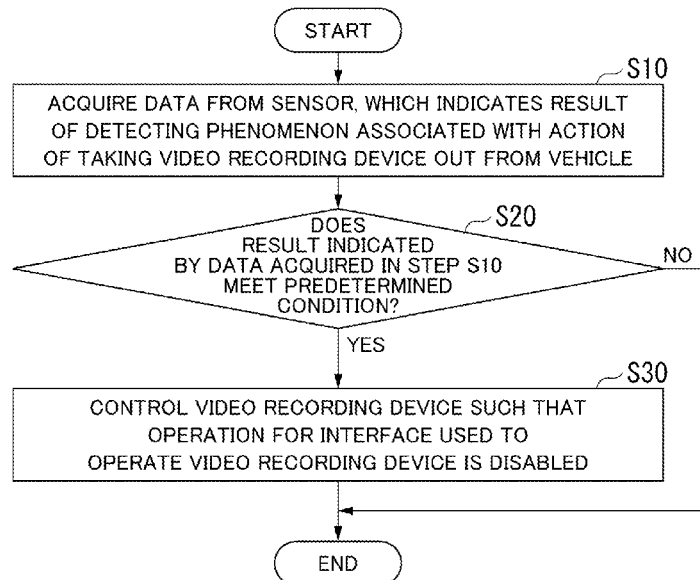 START
S10
ACQUIRE DATA FROM SENSOR, WHICH INDICATES RESULT
OF DETECTING PHENOMENON ASSOCIATED WITH ACTION
OF TAKING VIDEO RECORDING DEVICE OUT FROM VEHICLE
S20
DOES
RESULT INDICATED
BY DATA ACQUIRED IN STEP S10
MEET PREDETERMINED
CONDITION?
NO
YES
S30
CONTROL VIDEO RECORDING DEVICE SUCH THAT
OPERATION FOR INTERFACE USED TO
OPERATE VIDEO RECORDING DEVICE IS DISABLED
END